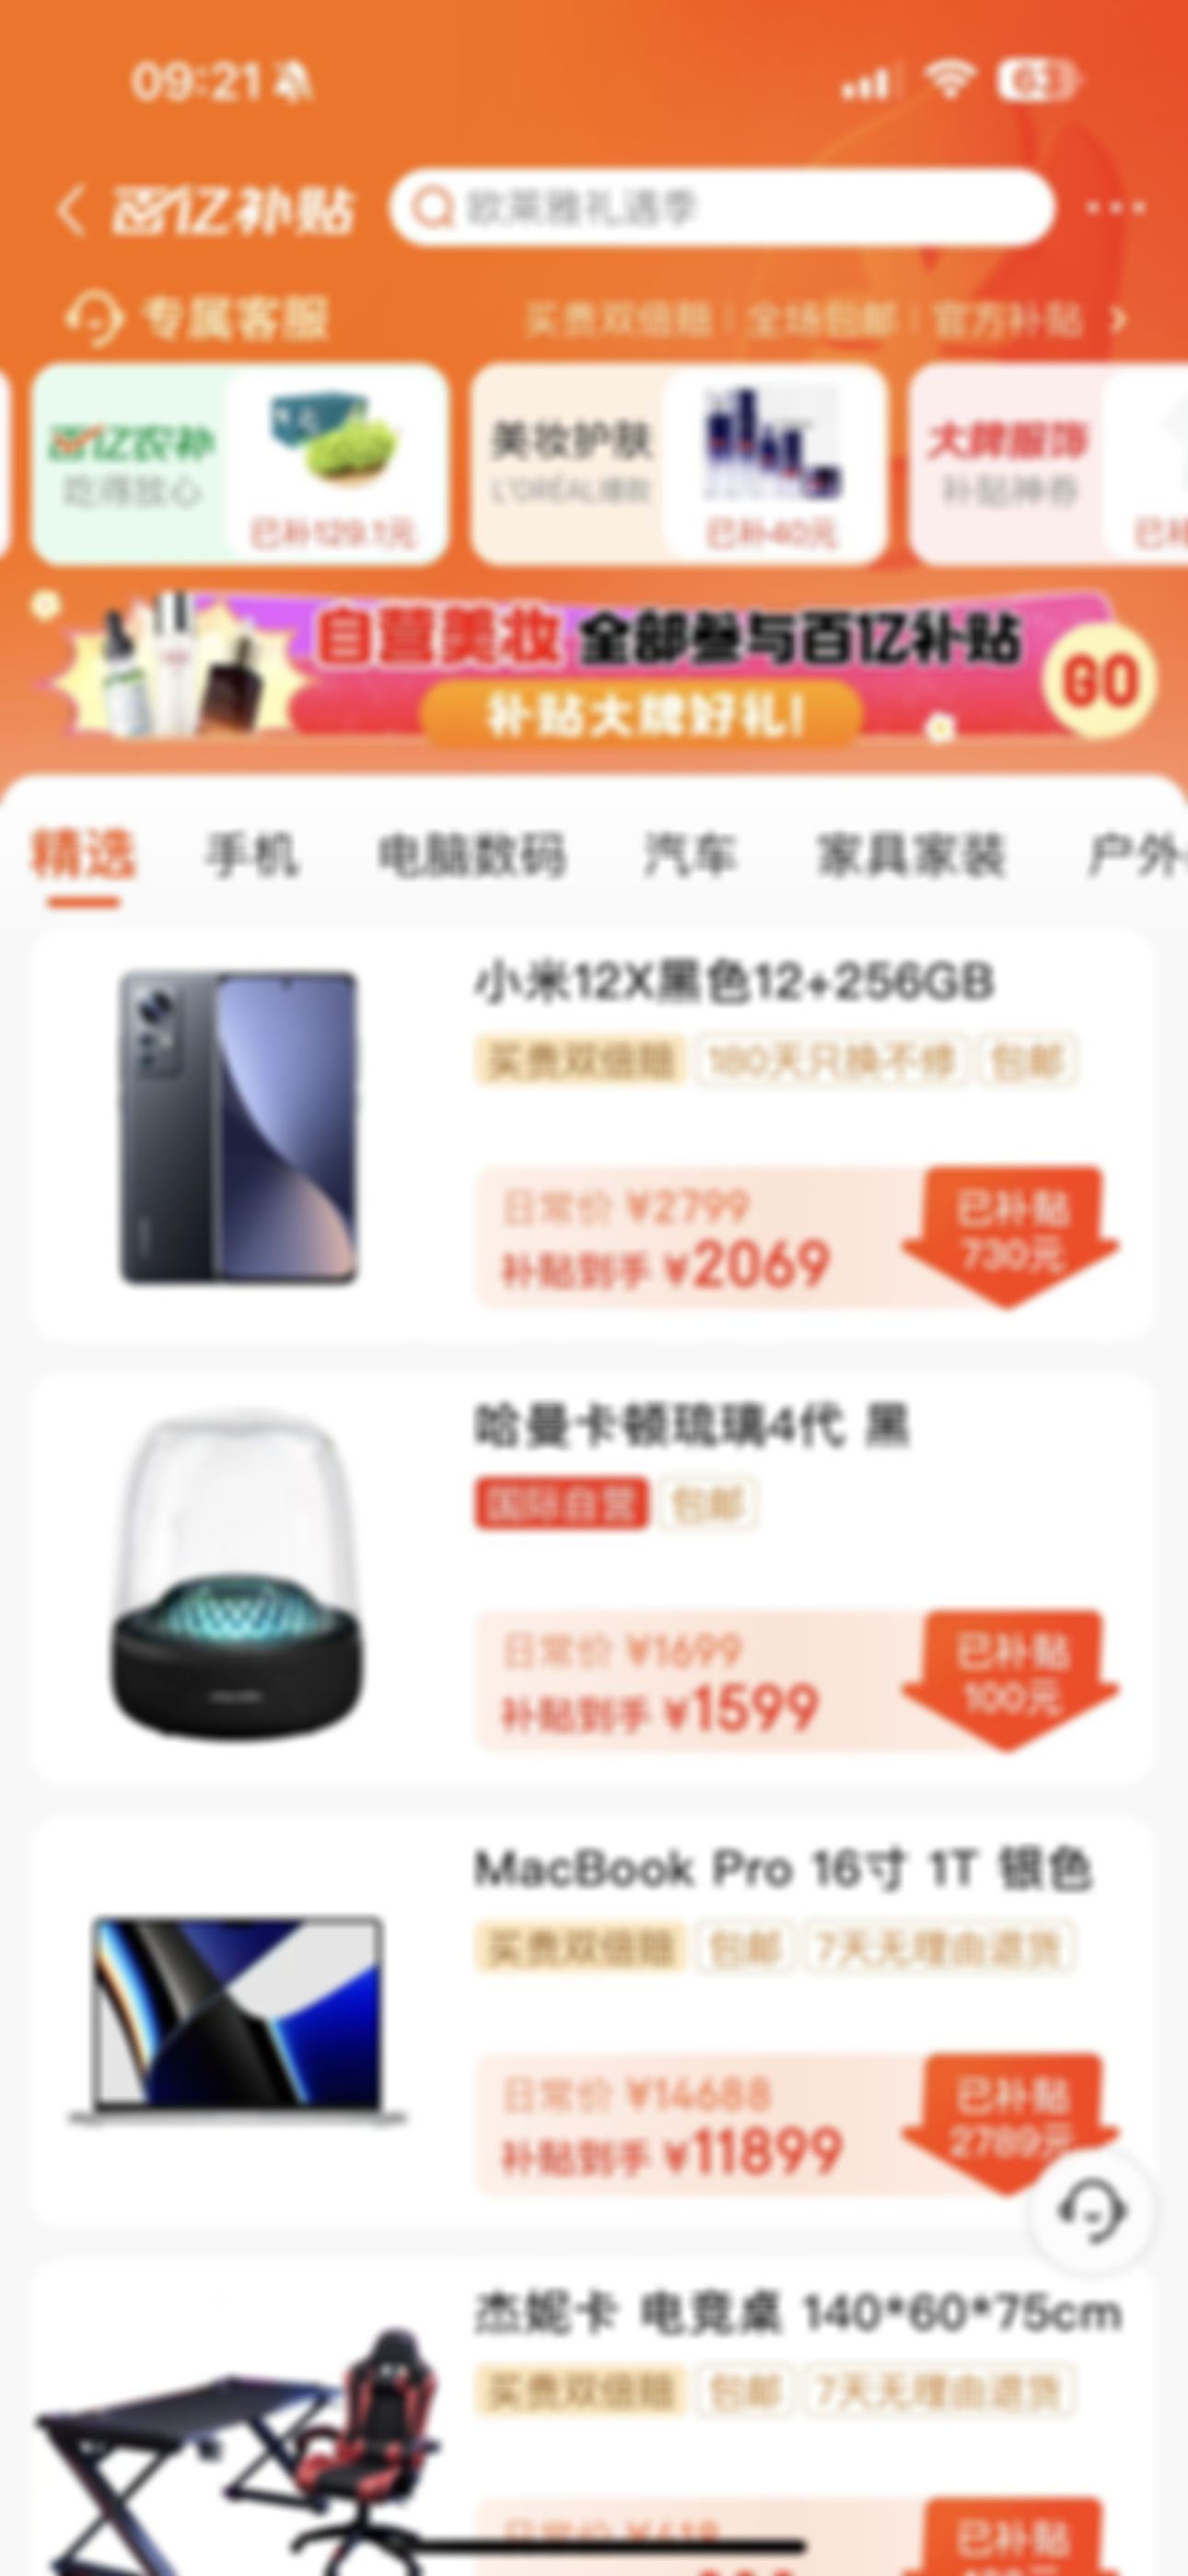 09:21
百亿补贴
欧莱雅礼遇季
专属客服
买贵双倍赔 | 全场包邮 | 官方补贴
百亿农补
吃得放心
已补129.1元
美妆护肤
L'ORÉAL爆款
已补40元
大牌服饰
补贴神券
自营美妆 全部参与百亿补贴
补贴大牌好礼!
GO
精选 手机 电脑数码 汽车 家具家装 户外
小米12X黑色12+256GB
买贵双倍赔 180天只换不修 包邮
日常价 ¥2799
补贴到手 ¥2069
已补贴
730元
哈曼卡顿琉璃4代 黑
国际自营 包邮
日常价 ¥1699
补贴到手 ¥1599
已补贴
100元
MacBook Pro 16寸 1T 银色
买贵双倍赔 包邮 7天无理由退货
日常价 ¥14688
补贴到手 ¥11899
已补贴
2789元
杰妮卡 电竞桌 140*60*75cm
买贵双倍赔 包邮 7天无理由退货
日常价
已补贴